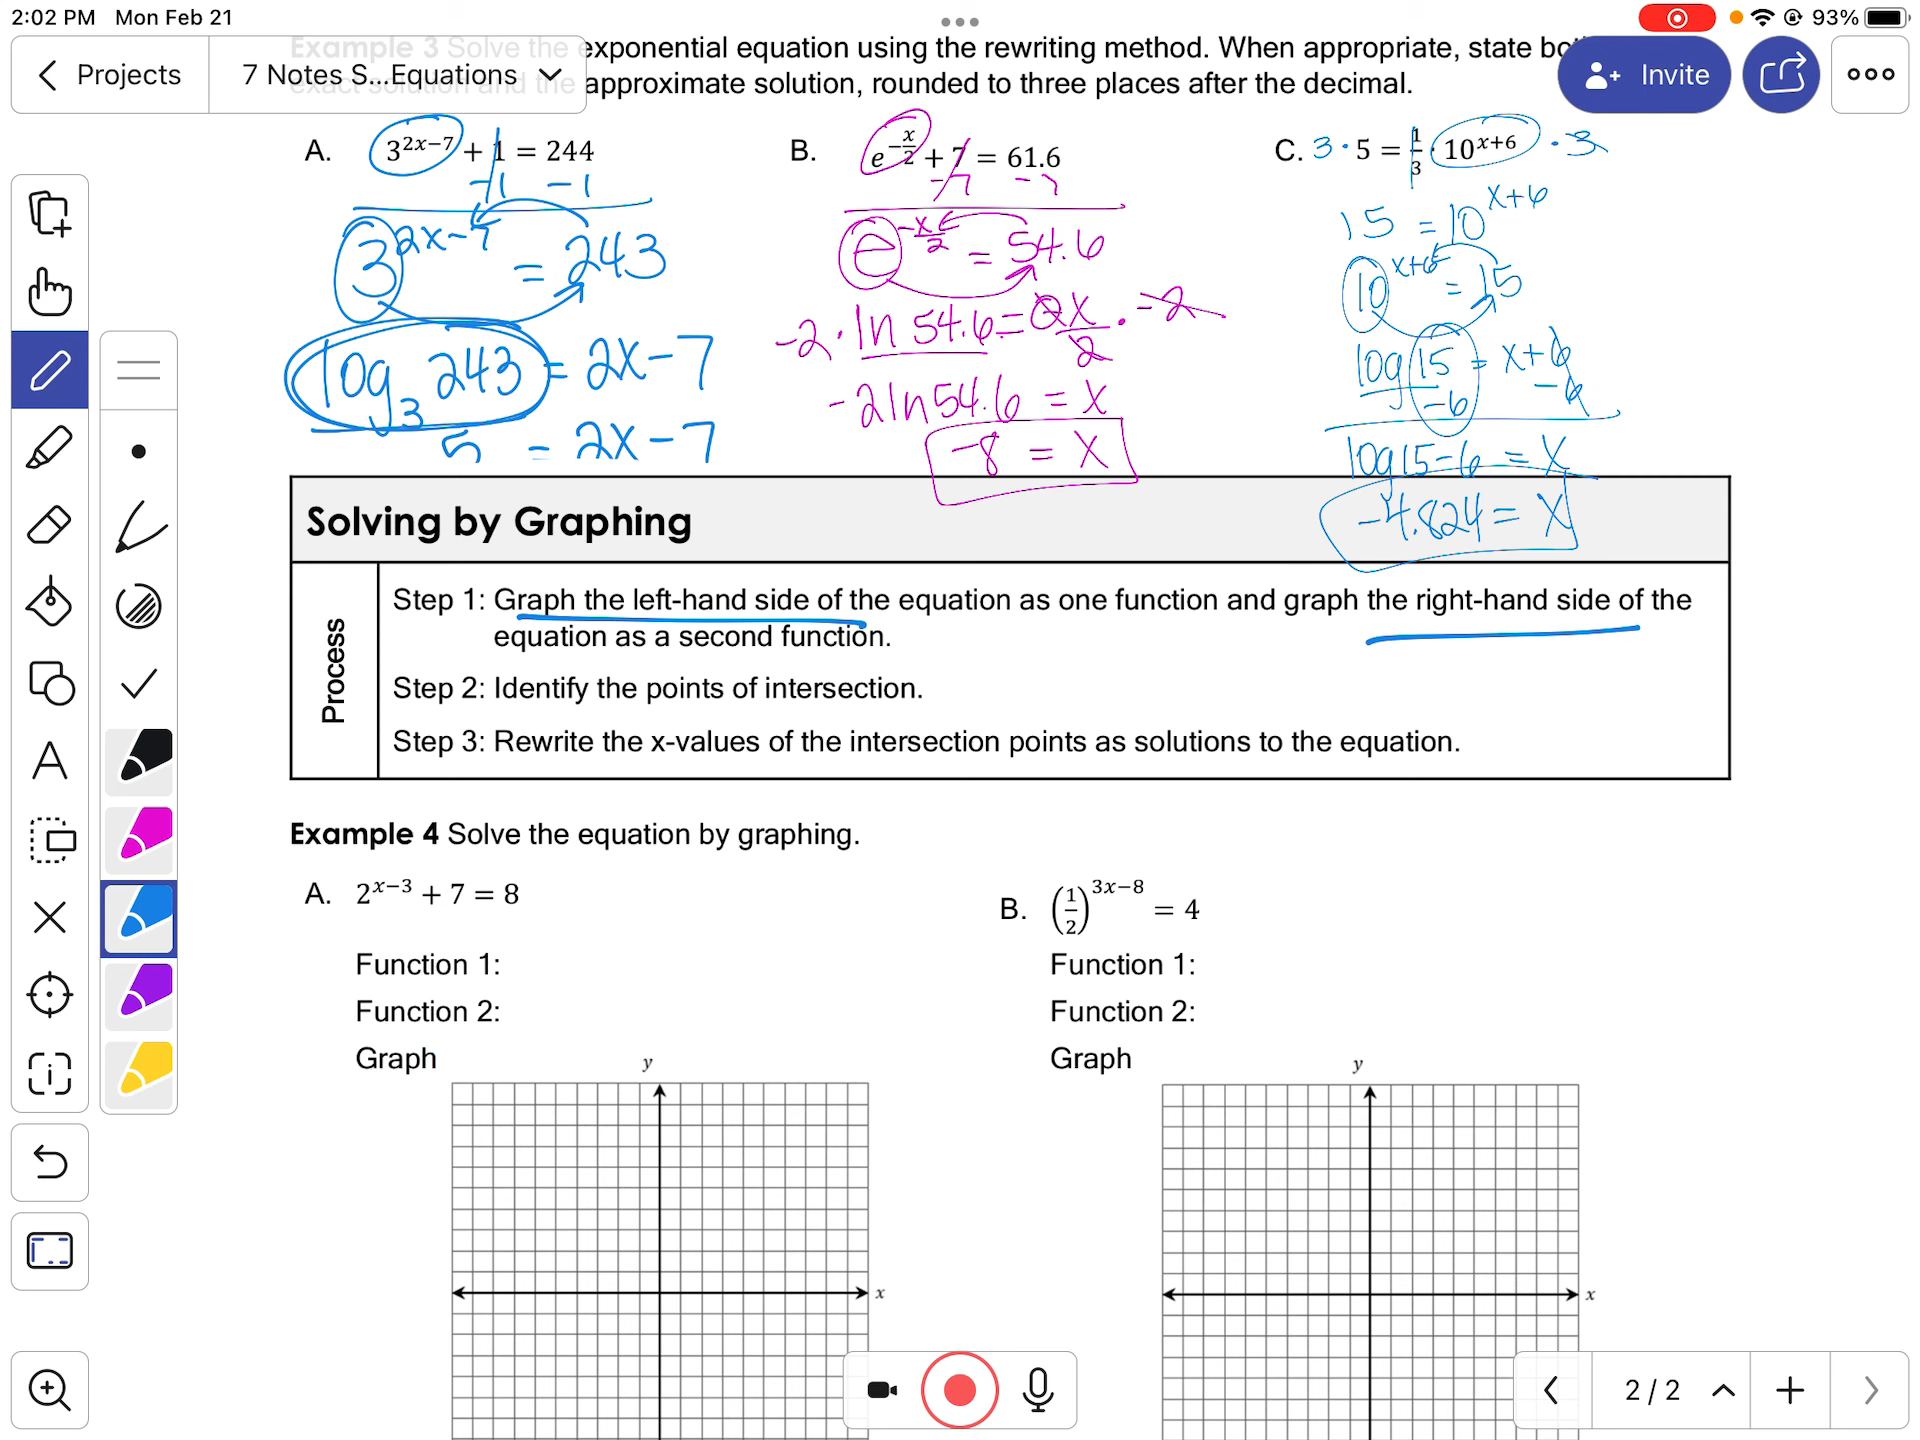 2:02 PM Mon Feb 21
93%
Projects
7 Notes S...Equations
Invite
Example 3 Solve the exponential equation using the rewriting method. When appropriate, state bo
exact solution and the approximate solution, rounded to three places after the decimal.
A. 3^(2x−7) + 1 = 244
−1 −1
3^(2x−7) = 243
log₃ 243 = 2x−7
5 = 2x−7
B. e^(−x/2) + 7 = 61.6
−7 −7
e^(−x/2) = 54.6
−2 · ln 54.6 = −x/2 · −2
−2 ln 54.6 = x
−8 = x
C. 3 · 5 = 1/3 · 10^(x+6) · 3
15 = 10^(x+6)
10^(x+6) = 15
log 15 = x+6
−6 −6
log 15 − 6 = x
−4.824 = x
Solving by Graphing
Process
Step 1: Graph the left-hand side of the equation as one function and graph the right-hand side of the
equation as a second function.
Step 2: Identify the points of intersection.
Step 3: Rewrite the x-values of the intersection points as solutions to the equation.
Example 4 Solve the equation by graphing.
A. 2^(x−3) + 7 = 8
Function 1:
Function 2:
Graph
y
x
B. (1/2)^(3x−8) = 4
Function 1:
Function 2:
Graph
y
x
A
2 / 2